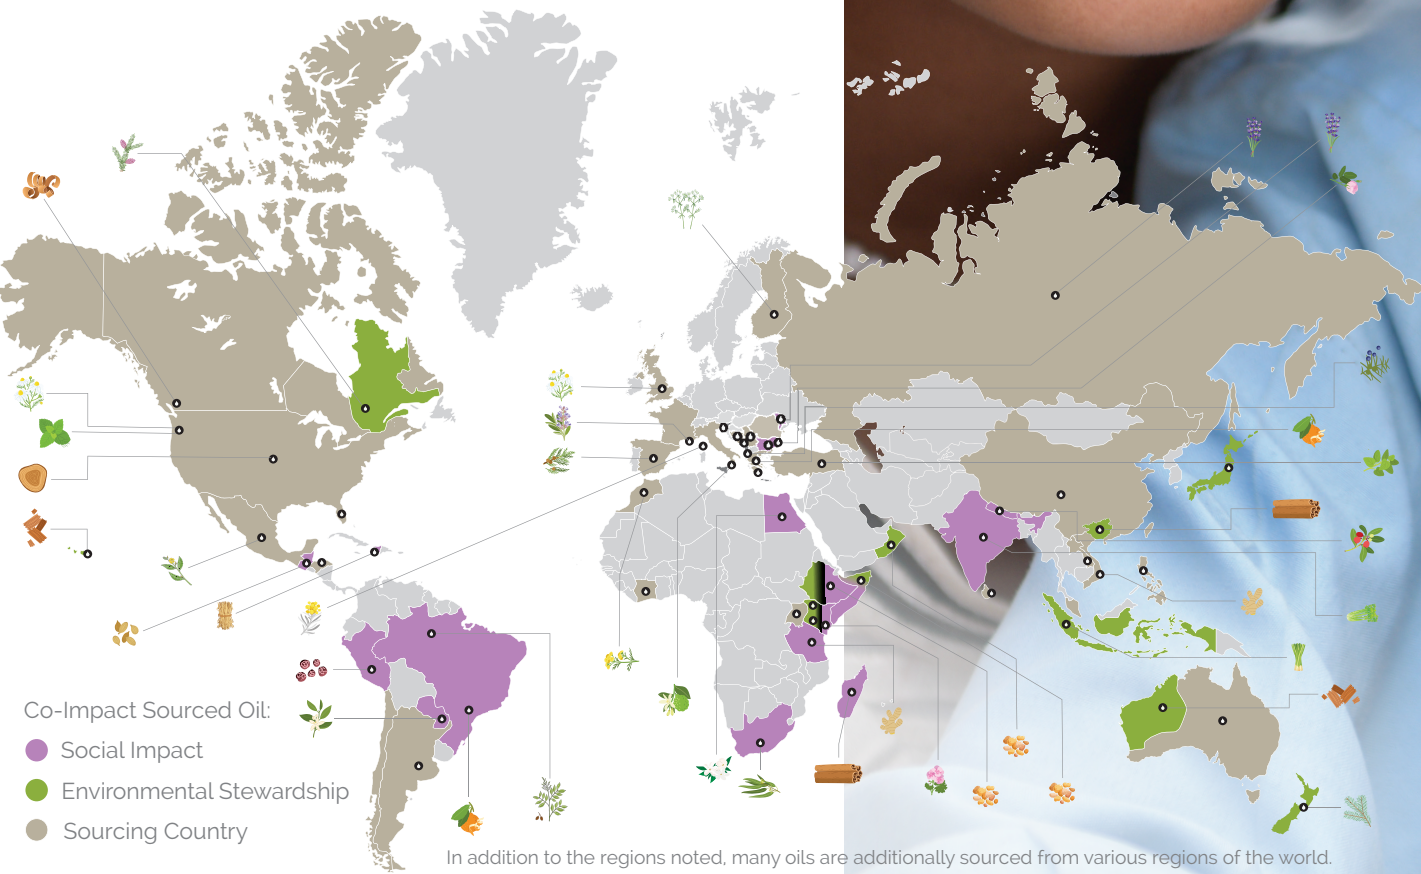 Co-Impact Sourced Oil:
Social Impact
Environmental Stewardship
Sourcing Country
In addition to the regions noted, many oils are additionally sourced from various regions of the world.